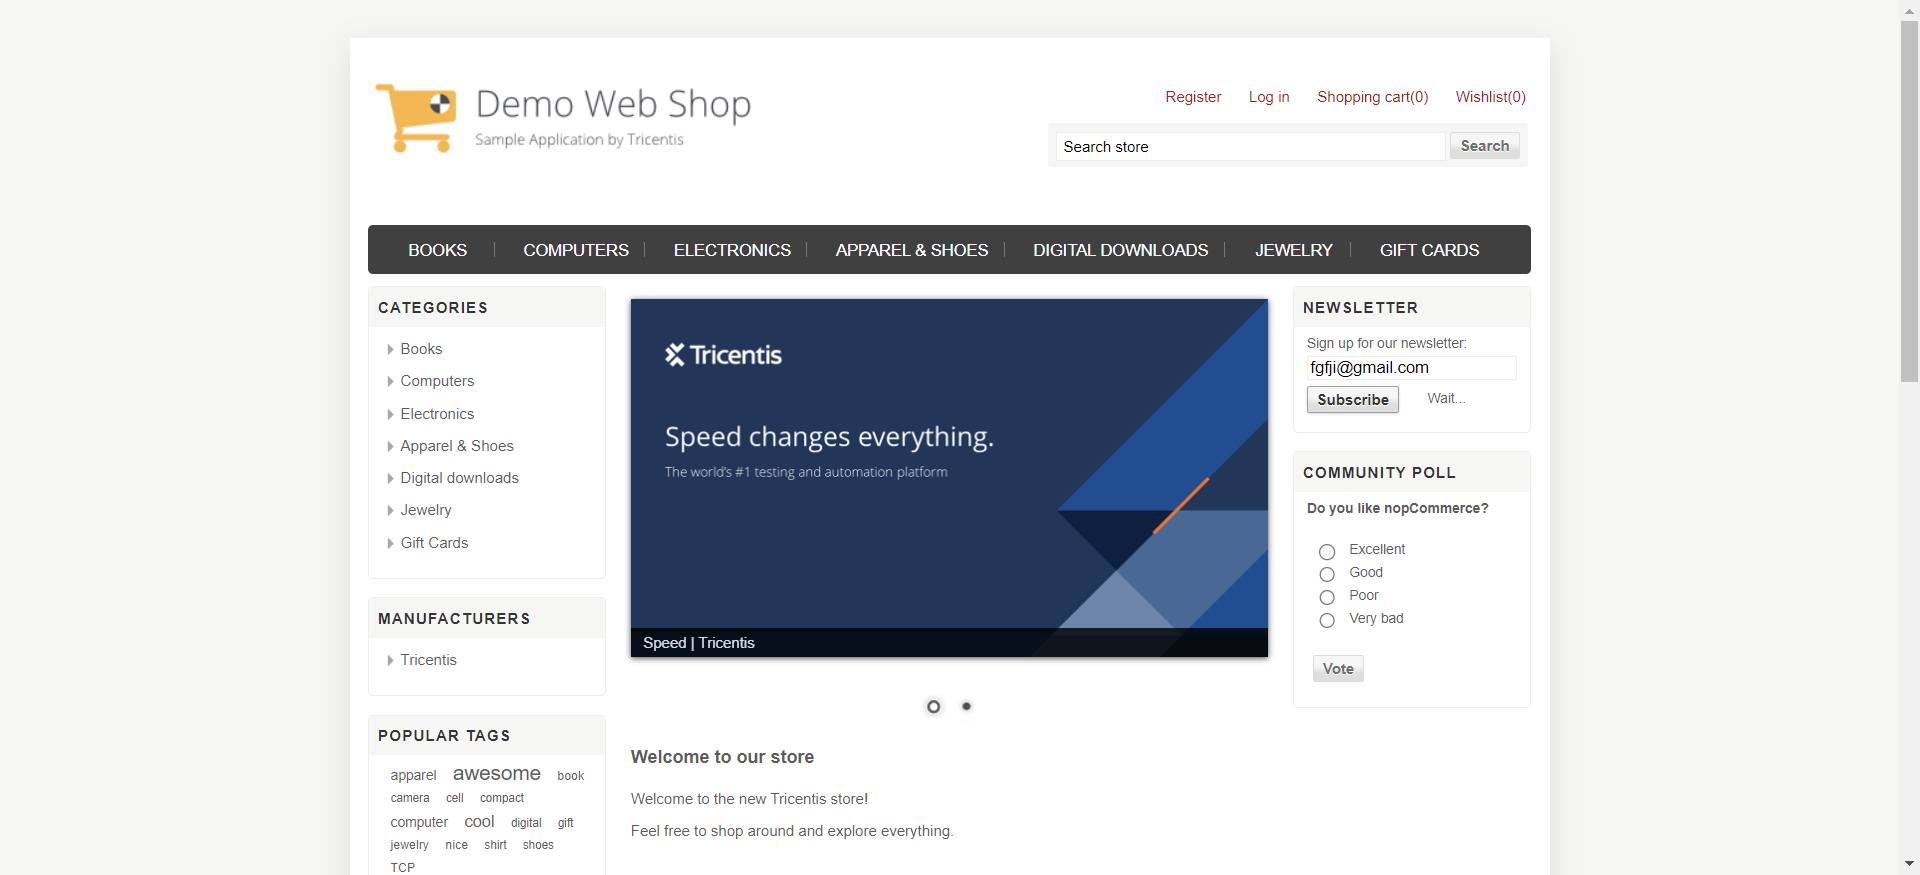 Demo Web Shop
Sample Application by Tricentis
Register Log in Shopping cart(0) Wishlist(0)
Search store Search
BOOKS COMPUTERS ELECTRONICS APPAREL & SHOES DIGITAL DOWNLOADS JEWELRY GIFT CARDS
CATEGORIES
Books
Computers
Electronics
Apparel & Shoes
Digital downloads
Jewelry
Gift Cards
MANUFACTURERS
Tricentis
POPULAR TAGS
apparel awesome book
camera cell compact
computer cool digital gift
jewelry nice shirt shoes
TCP
Tricentis
Speed changes everything.
The world's #1 testing and automation platform
Speed | Tricentis
Welcome to our store
Welcome to the new Tricentis store!
Feel free to shop around and explore everything.
NEWSLETTER
Sign up for our newsletter:
fgfji@gmail.com
Subscribe Wait...
COMMUNITY POLL
Do you like nopCommerce?
Excellent
Good
Poor
Very bad
Vote